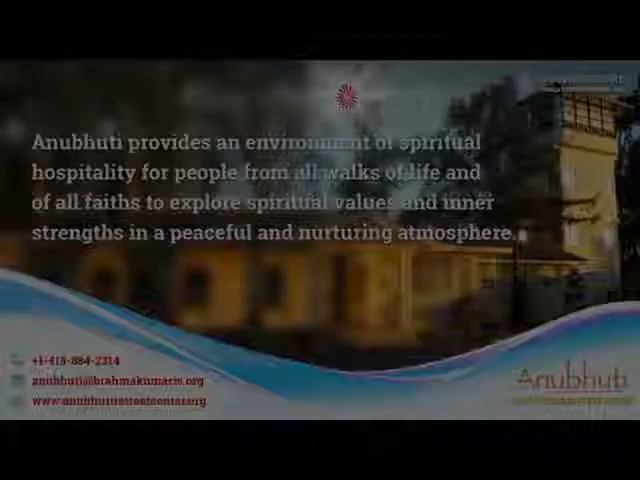 Anubhuti provides an environment of spiritual
hospitality for people from all walks of life and
of all faiths to explore spiritual values and inner
strengths in a peaceful and nurturing atmosphere.
+1-415-884-2314
anubhuti@brahmakumaris.org
www.anubhutiretreatcenter.org
Anubhuti